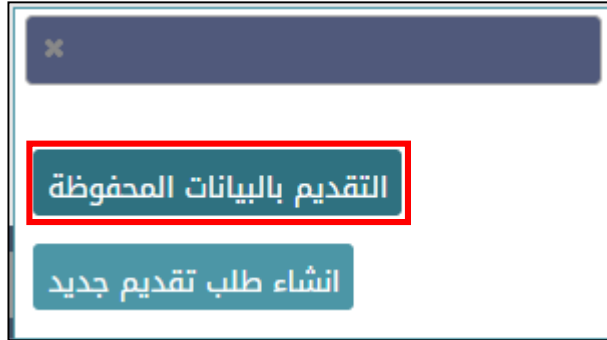 التقديم بالبيانات المحفوظة
انشاء طلب تقديم جديد